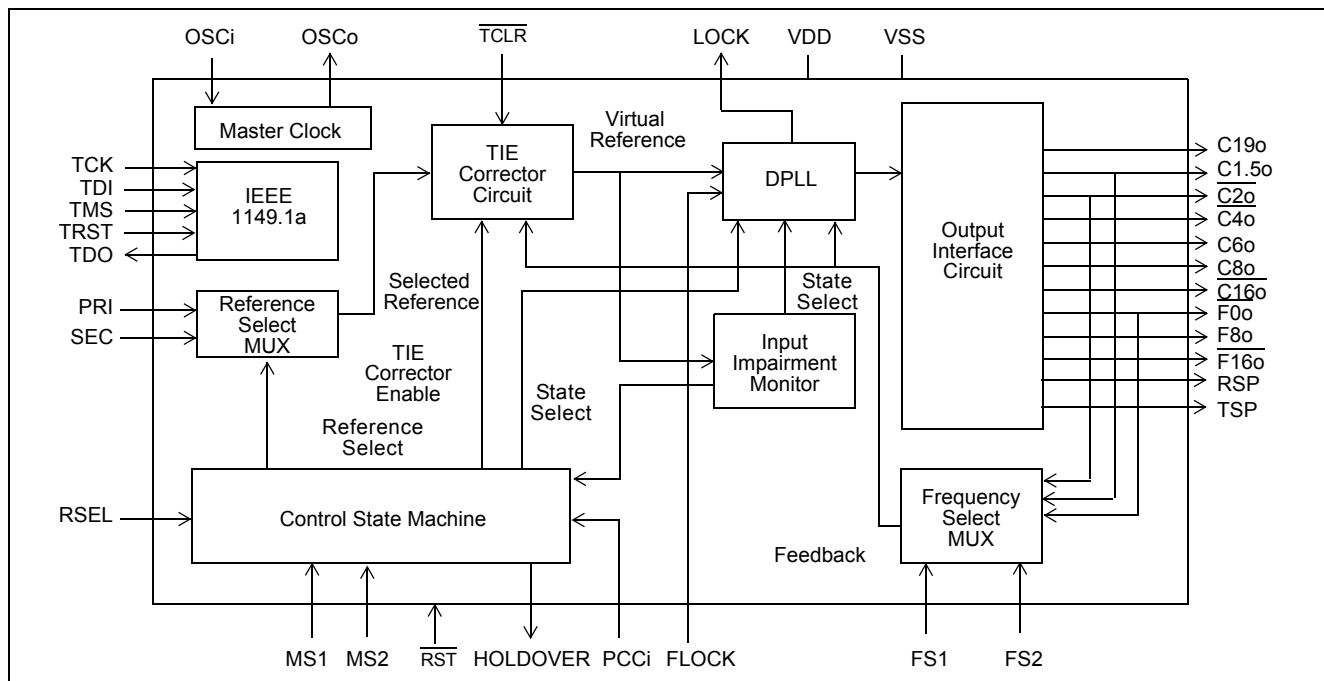 OSCi
OSCo
TCLR
LOCK
VDD
VSS
Master Clock
TCK
TDI
TMS
TRST
TDO
IEEE
1149.1a
TIE
Corrector
Circuit
Virtual
Reference
DPLL
Output
Interface
Circuit
C19o
C1.5o
C2o
C4o
C6o
C8o
C16o
F0o
F8o
F16o
RSP
TSP
PRI
SEC
Reference
Select
MUX
Selected
Reference
TIE
Corrector
Enable
Reference
Select
State
Select
State
Select
Input
Impairment
Monitor
RSEL
Control State Machine
Frequency
Select
MUX
Feedback
MS1
MS2
RST
HOLDOVER
PCCi
FLOCK
FS1
FS2